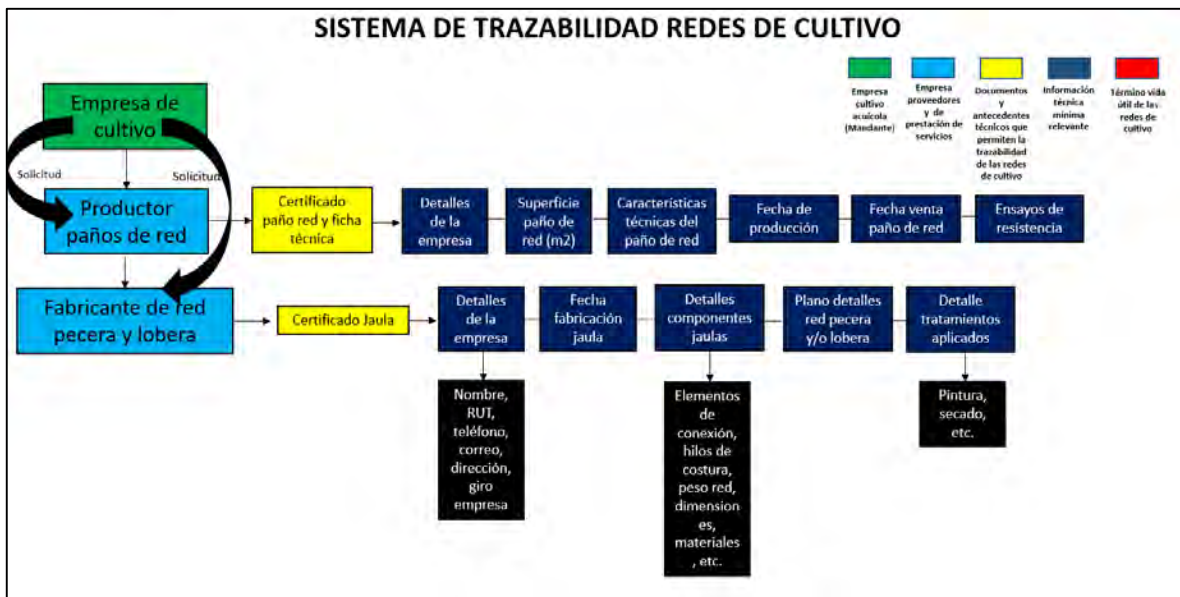 SISTEMA DE TRAZABILIDAD REDES DE CULTIVO
Empresa
cultivo
acuícola
(Mandante)
Empresa
proveedores
y de
prestación de
servicios
Documentos
y
antecedentes
técnicos que
permiten la
trazabilidad
de las redes
de cultivo
Información
técnica
mínima
relevante
Término vida
útil de las
redes de
cultivo
Empresa de
cultivo
Solicitud
Solicitud
Productor
paños de red
Certificado
paño red y ficha
técnica
Detalles
de la
empresa
Superficie
paño de
red (m2)
Características
técnicas del
paño de red
Fecha de
producción
Fecha venta
paño de red
Ensayos de
resistencia
Fabricante de red
pecera y lobera
Certificado Jaula
Detalles
de la
empresa
Fecha
fabricación
jaula
Detalles
componentes
jaulas
Plano detalles
red pecera
y/o lobera
Detalle
tratamientos
aplicados
Nombre,
RUT,
teléfono,
correo,
dirección,
giro
empresa
Elementos
de
conexión,
hilos de
costura,
peso red,
dimension
es,
materiales
, etc.
Pintura,
secado,
etc.